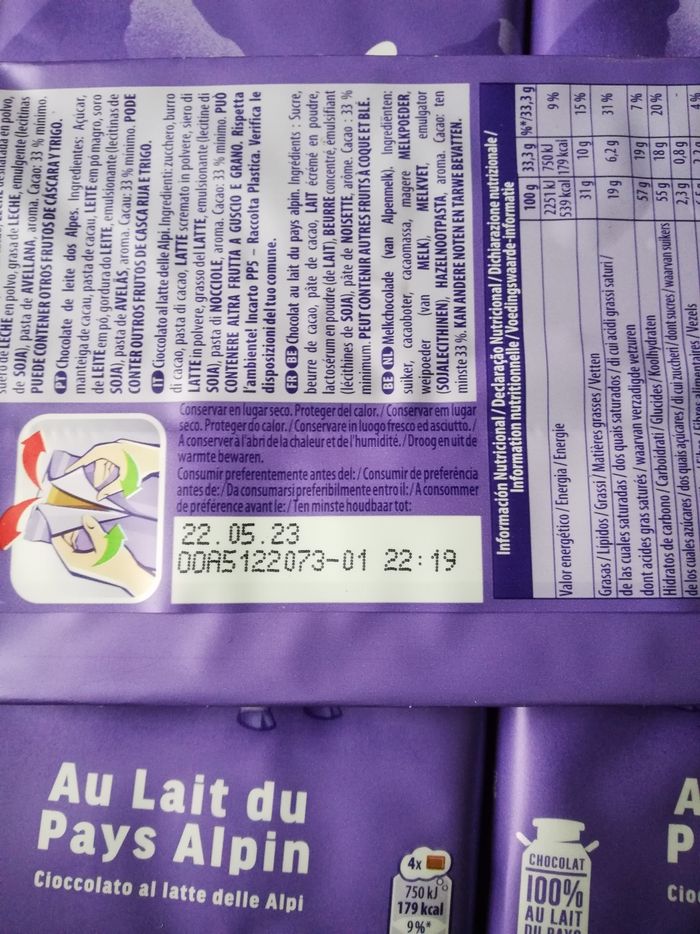 suero de LECHE en polvo, grasa de LECHE, emulgente (lecitinas
de SOJA), pasta de AVELLANA, aroma. Cacao: 33 % mínimo.
PUEDE CONTENER OTROS FRUTOS DE CÁSCARA Y TRIGO.
PT Chocolate de leite dos Alpes. Ingredientes: Açúcar,
manteiga de cacau, pasta de cacau, LEITE em pó magro, soro
de LEITE em pó, gordura do LEITE, emulsionante (lecitinas de
SOJA), pasta de AVELÃS, aroma. Cacau: 33 % mínimo. PODE
CONTER OUTROS FRUTOS DE CASCA RIJA E TRIGO.
IT Cioccolato al latte delle Alpi. Ingredienti: zucchero, burro
di cacao, pasta di cacao, LATTE scremato in polvere, siero di
LATTE in polvere, grasso del LATTE, emulsionante (lecitine di
SOIA), pasta di NOCCIOLE, aroma. Cacao: 33 % minimo. PUÒ
CONTENERE ALTRA FRUTTA A GUSCIO E GRANO. Rispetta
l'ambiente! Incarto PP5 – Raccolta Plastica. Verifica le
disposizioni del tuo comune.
FR BE Chocolat au lait du pays alpin. Ingrédients : Sucre,
beurre de cacao, pâte de cacao, LAIT écrémé en poudre,
lactosérum en poudre (de LAIT), BEURRE concentré, émulsifiant
(lécithines de SOJA), pâte de NOISETTE, arôme. Cacao : 33 %
minimum. PEUT CONTENIR AUTRES FRUITS À COQUE ET BLÉ.
BE NL Melkchocolade (van Alpenmelk). Ingrediënten:
suiker, cacaoboter, cacaomassa, magere MELKPOEDER,
weipoeder (van MELK), MELKVET, emulgator
(SOJALECITHINEN), HAZELNOOTPASTA, aroma. Cacao: ten
minste 33 %. KAN ANDERE NOTEN EN TARWE BEVATTEN.
Conservar en lugar seco. Proteger del calor. / Conservar em lugar
seco. Proteger do calor. / Conservare in luogo fresco ed asciutto. /
A conserver à l'abri de la chaleur et de l'humidité. / Droog en uit de
warmte bewaren.
Consumir preferentemente antes del: / Consumir de preferência
antes de: / Da consumarsi preferibilmente entro il: / A consommer
de préférence avant le: / Ten minste houdbaar tot:
22.05.23
OOA5122073-01 22:19
Información Nutricional / Declaração Nutricional / Dichiarazione nutrizionale /
Information nutritionnelle / Voedingswaarde-informatie
100 g 33,3 g %*/33,3 g
Valor energético / Energia / Energie 2251 kJ 750 kJ 9 %
539 kcal 179 kcal
Grasas / Lípidos / Grassi / Matières grasses / Vetten 31 g 10 g 15 %
de las cuales saturadas / dos quais saturados / di cui acidi grassi saturi / 19 g 6,2 g 31 %
dont acides gras saturés / waarvan verzadigde vetzuren
Hidratos de carbono / Carboidrati / Glucides / Koolhydraten 57 g 19 g 7 %
de los cuales azúcares / dos quais açúcares / di cui zuccheri / dont sucres / waarvan suikers 55 g 18 g 20 %
2,3 g 0,8 g
Au Lait du
Pays Alpin
Cioccolato al latte delle Alpi
4x
750 kJ
179 kcal
9%*
CHOCOLAT
100%
AU LAIT
DU PAYS
A
P
Cio